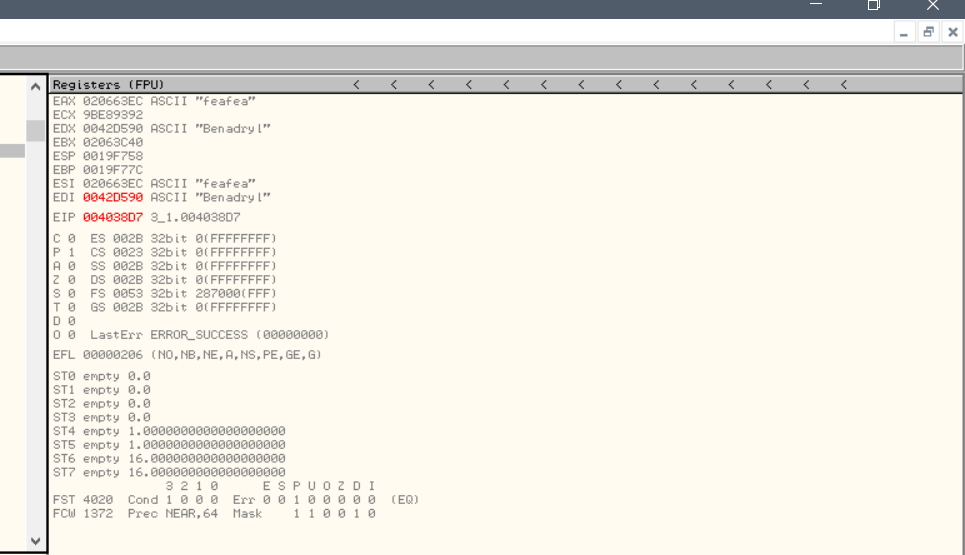 Registers (FPU) < < < < < < < < < < < < < <
EAX 020663EC ASCII "feafea"
ECX 9BE89392
EDX 0042D590 ASCII "Benadryl"
EBX 02063C40
ESP 0019F758
EBP 0019F77C
ESI 020663EC ASCII "feafea"
EDI 0042D590 ASCII "Benadryl"
EIP 004038D7 3_1.004038D7
C 0 ES 002B 32bit 0(FFFFFFFF)
P 1 CS 0023 32bit 0(FFFFFFFF)
A 0 SS 002B 32bit 0(FFFFFFFF)
Z 0 DS 002B 32bit 0(FFFFFFFF)
S 0 FS 0053 32bit 287000(FFF)
T 0 GS 002B 32bit 0(FFFFFFFF)
D 0
O 0 LastErr ERROR_SUCCESS (00000000)
EFL 00000206 (NO,NB,NE,A,NS,PE,GE,G)
ST0 empty 0.0
ST1 empty 0.0
ST2 empty 0.0
ST3 empty 0.0
ST4 empty 1.0000000000000000000
ST5 empty 1.0000000000000000000
ST6 empty 16.000000000000000000
ST7 empty 16.000000000000000000
3 2 1 0 E S P U O Z D I
FST 4020 Cond 1 0 0 0 Err 0 0 1 0 0 0 0 0 (EQ)
FCW 1372 Prec NEAR,64 Mask 1 1 0 0 1 0